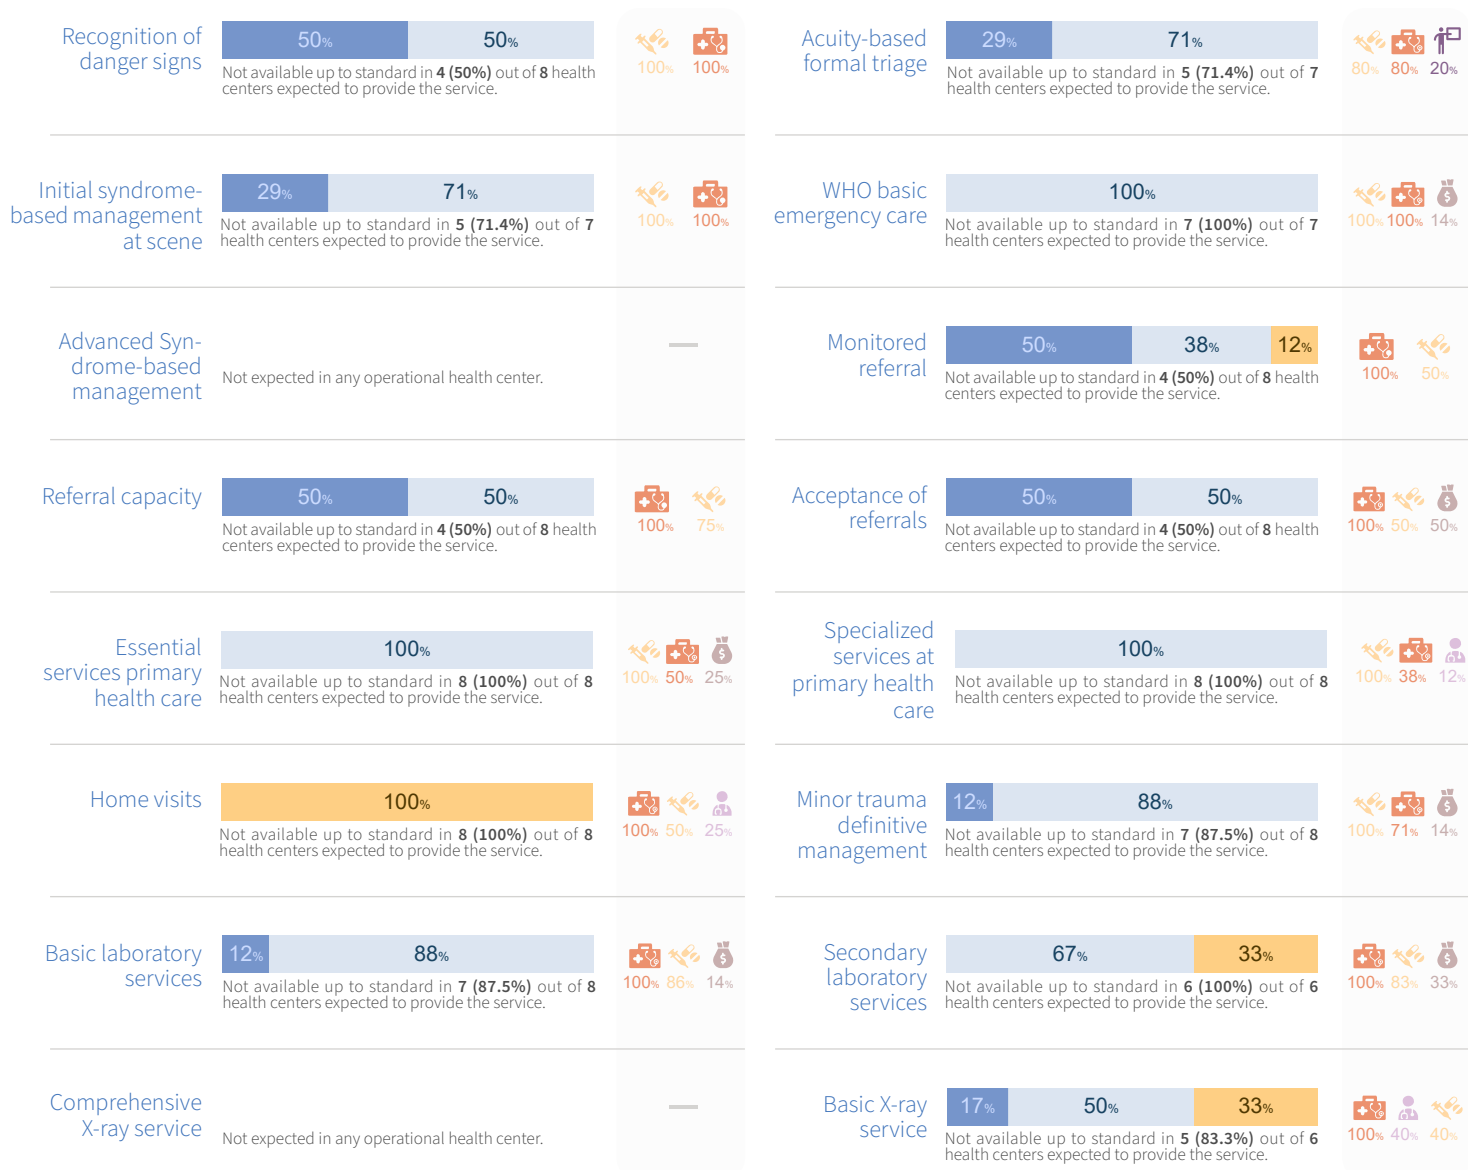 Recognition of
danger signs
50% 50%
Not available up to standard in 4 (50%) out of 8 health
centers expected to provide the service.
100% 100%
Acuity-based
formal triage
29% 71%
Not available up to standard in 5 (71.4%) out of 7
health centers expected to provide the service.
80% 80% 20%
Initial syndrome-
based management
at scene
29% 71%
Not available up to standard in 5 (71.4%) out of 7
health centers expected to provide the service.
100% 100%
WHO basic
emergency care
100%
Not available up to standard in 7 (100%) out of 7
health centers expected to provide the service.
100% 100% 14%
Advanced Syn-
drome-based
management
Not expected in any operational health center.
—
Monitored
referral
50% 38% 12%
Not available up to standard in 4 (50%) out of 8 health
centers expected to provide the service.
100% 50%
Referral capacity
50% 50%
Not available up to standard in 4 (50%) out of 8 health
centers expected to provide the service.
100% 75%
Acceptance of
referrals
50% 50%
Not available up to standard in 4 (50%) out of 8 health
centers expected to provide the service.
100% 50% 50%
Essential
services primary
health care
100%
Not available up to standard in 8 (100%) out of 8
health centers expected to provide the service.
100% 50% 25%
Specialized
services at
primary health
care
100%
Not available up to standard in 8 (100%) out of 8
health centers expected to provide the service.
100% 38% 12%
Home visits
100%
Not available up to standard in 8 (100%) out of 8
health centers expected to provide the service.
100% 50% 25%
Minor trauma
definitive
management
12% 88%
Not available up to standard in 7 (87.5%) out of 8
health centers expected to provide the service.
100% 71% 14%
Basic laboratory
services
12% 88%
Not available up to standard in 7 (87.5%) out of 8
health centers expected to provide the service.
100% 86% 14%
Secondary
laboratory
services
67% 33%
Not available up to standard in 6 (100%) out of 6
health centers expected to provide the service.
100% 83% 33%
Comprehensive
X-ray service
Not expected in any operational health center.
—
Basic X-ray
service
17% 50% 33%
Not available up to standard in 5 (83.3%) out of 6
health centers expected to provide the service.
100% 40% 40%